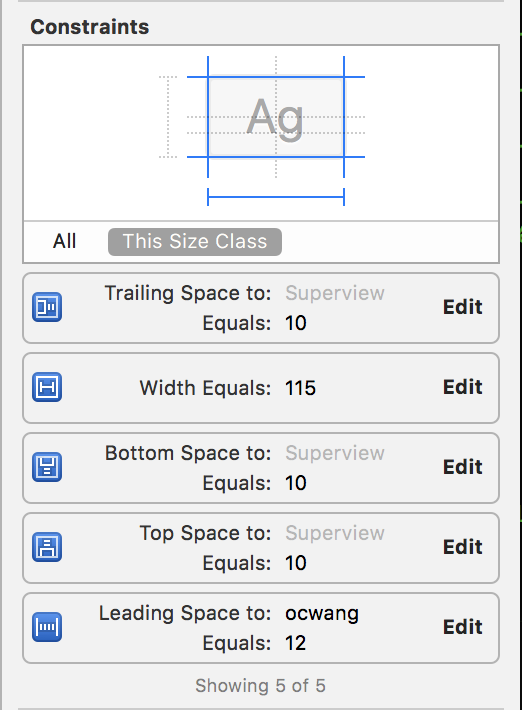 Constraints
Ag
All This Size Class
Trailing Space to: Superview Edit
Equals: 10
Width Equals: 115 Edit
Bottom Space to: Superview Edit
Equals: 10
Top Space to: Superview Edit
Equals: 10
Leading Space to: ocwang Edit
Equals: 12
Showing 5 of 5